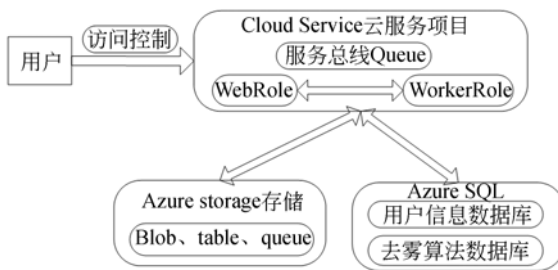 用户
访问控制
Cloud Service云服务项目
服务总线Queue
WebRole
WorkerRole
Azure storage存储
Blob、table、queue
Azure SQL
用户信息数据库
去雾算法数据库